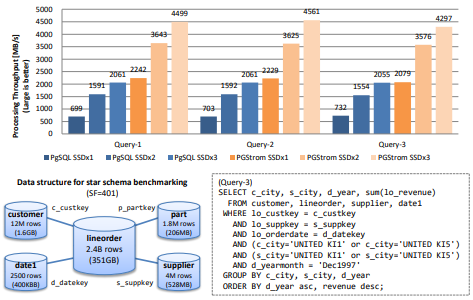 Processing Throughput [MB/s]
(Large is better)
5000
4500
4000
3500
3000
2500
2000
1500
1000
500
0
699
1591
2061
2242
3643
4499
703
1592
2061
2229
3625
4561
732
1554
2055
2079
3576
4297
Query-1
Query-2
Query-3
PgSQL SSDx1
PgSQL SSDx2
PgSQL SSDx3
PGStrom SSDx1
PGStrom SSDx2
PGStrom SSDx3
Data structure for star schema benchmarking
(SF=401)
customer
12M rows
(1.6GB)
c_custkey
p_partkey
part
1.8M rows
(206MB)
lineorder
2.4B rows
(351GB)
date1
2500 rows
(400KBB)
d_datekey
s_suppkey
supplier
4M rows
(528MB)
(Query-3)
SELECT c_city, s_city, d_year, sum(lo_revenue)
FROM customer, lineorder, supplier, date1
WHERE lo_custkey = c_custkey
AND lo_suppkey = s_suppkey
AND lo_orderdate = d_datekey
AND (c_city='UNITED KI1' or c_city='UNITED KI5')
AND (s_city='UNITED KI1' or s_city='UNITED KI5')
AND d_yearmonth = 'Dec1997'
GROUP BY c_city, s_city, d_year
ORDER BY d_year asc, revenue desc;